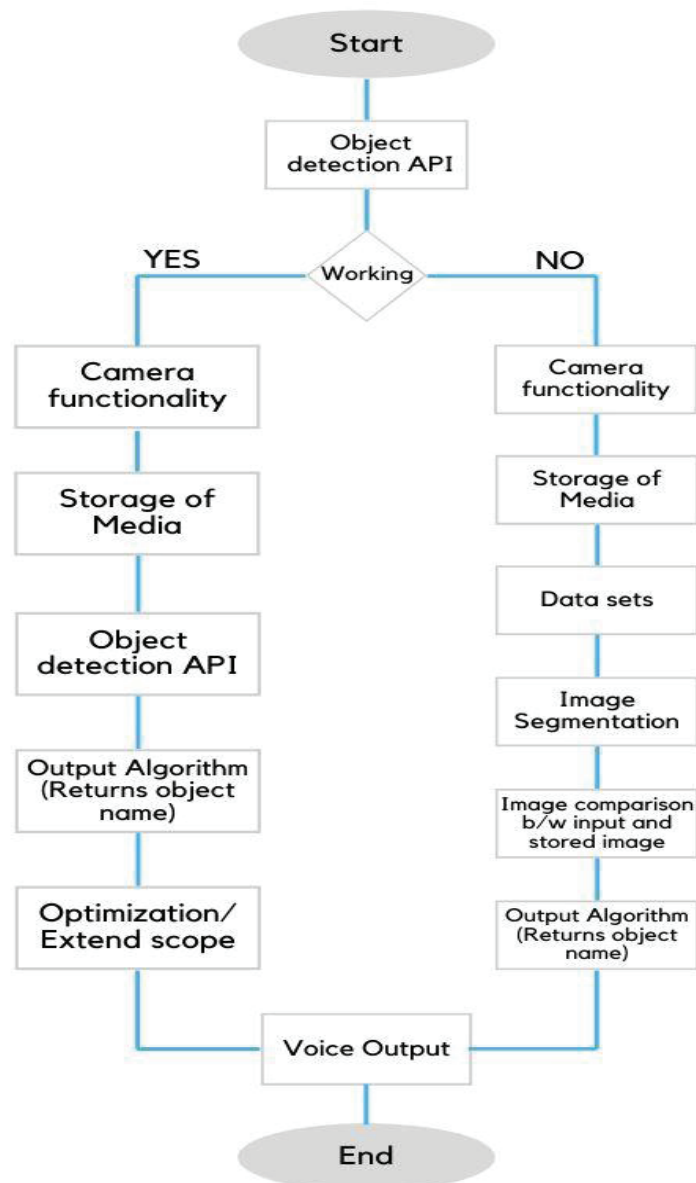 Start
Object
detection API
Working
YES
NO
Camera
functionality
Storage of
Media
Object
detection API
Output Algorithm
(Returns object
name)
Optimization/
Extend scope
Camera
functionality
Storage of
Media
Data sets
Image
Segmentation
Image comparison
b/w input and
stored image
Output Algorithm
(Returns object
name)
Voice Output
End